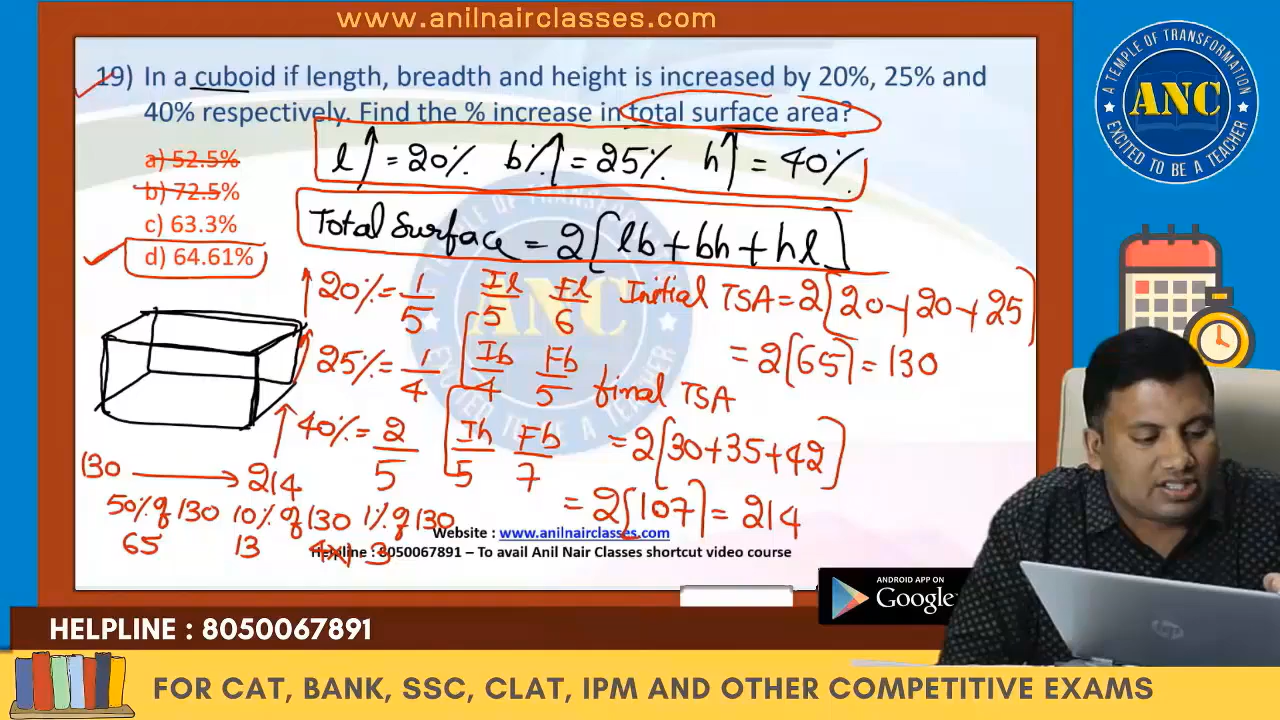 www.anilnairclasses.com
19) In a cuboid if length, breadth and height is increased by 20%, 25% and
40% respectively. Find the % increase in total surface area?
a) 52.5%
b) 72.5%
c) 63.3%
d) 64.61%
l↑ = 20% b%↑ = 25% h↑ = 40%
Total Surface = 2[lb + bh + hl]
↑20% = 1/5 Il/5 Fl/6 Initial TSA = 2[20 + 20 + 25]
= 2[65] = 130
↑25% = 1/4 Ib/4 Fb/5 final TSA
↑40% = 2/5 Ih/5 Fb/7 = 2[30+35+42]
= 2[107] = 214
130 → 214
50% of 130 10% of 130 1% of 130
65 13 4x1.3
Website : www.anilnairclasses.com
Helpline : 8050067891 – To avail Anil Nair Classes shortcut video course
A TEMPLE OF TRANSFORMATION
ANC
EXCITED TO BE A TEACHER
ANDROID APP ON
Google
HELPLINE : 8050067891
FOR CAT, BANK, SSC, CLAT, IPM AND OTHER COMPETITIVE EXAMS